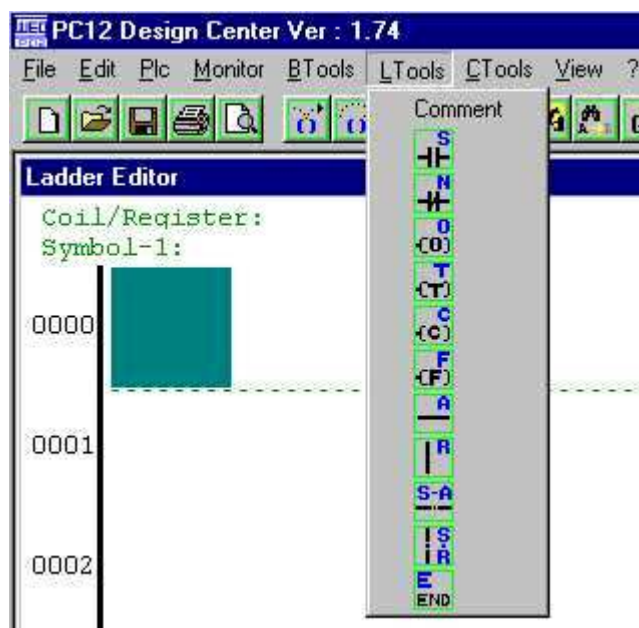 PC12 Design Center Ver : 1.74
File Edit Plc Monitor BTools LTools CTools View ?
Comment
S
N
O
(O)
T
(T)
C
(C)
F
(F)
A
R
S-A
S
R
E
END
Ladder Editor
Coil/Register:
Symbol-1:
0000
0001
0002